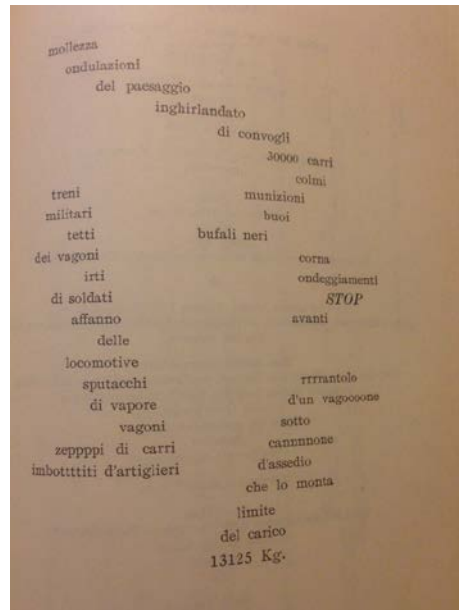 mollezza
ondulazioni
del paesaggio
inghirlandato
di convogli
30000 carri
colmi
munizioni
buoi
bufali neri
corna
ondeggiamenti
STOP
avanti
treni
militari
tetti
dei vagoni
irti
di soldati
affanno
delle
locomotive
sputacchi
di vapore
vagoni
zepppppi di carri
imbottttiti d'artiglieri
rrrrantolo
d'un vagoooone
sotto
cannnnone
d'assedio
che lo monta
limite
del carico
13125 Kg.